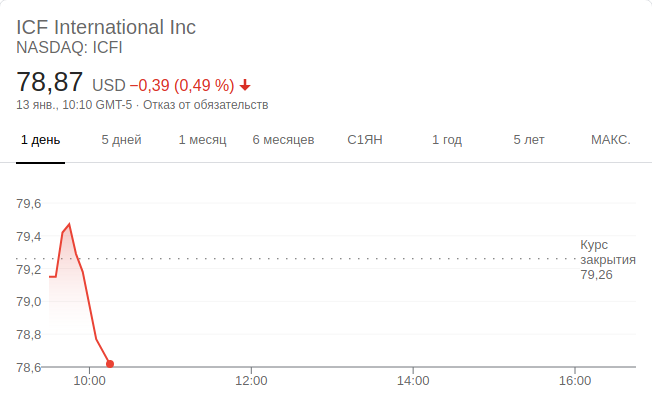 ICF International Inc
NASDAQ: ICFI
78,87 USD −0,39 (0,49 %)
13 янв., 10:10 GMT-5 · Отказ от обязательств
1 день 5 дней 1 месяц 6 месяцев С1ЯН 1 год 5 лет МАКС.
79,6
79,4
Курс
закрытия
79,26
79,2
79,0
78,8
78,6
10:00 12:00 14:00 16:00